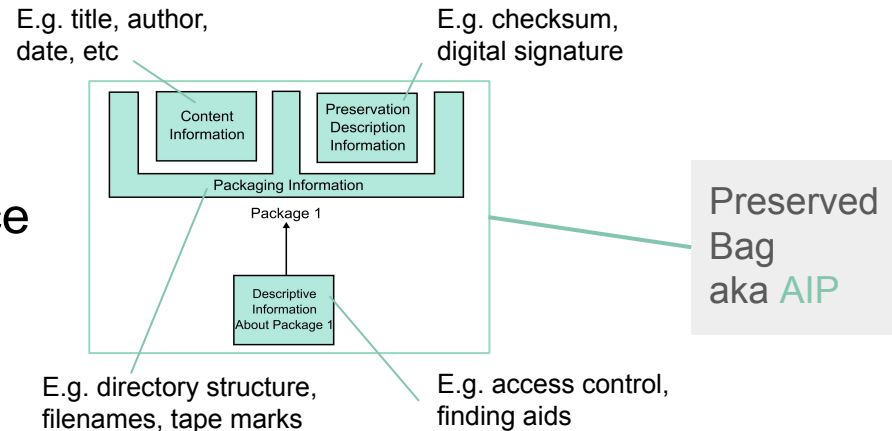 E.g. title, author,
date, etc
E.g. checksum,
digital signature
Content
Information
Preservation
Description
Information
Packaging Information
Package 1
Descriptive
Information
About Package 1
Preserved
Bag
aka AIP
E.g. directory structure,
filenames, tape marks
E.g. access control,
finding aids